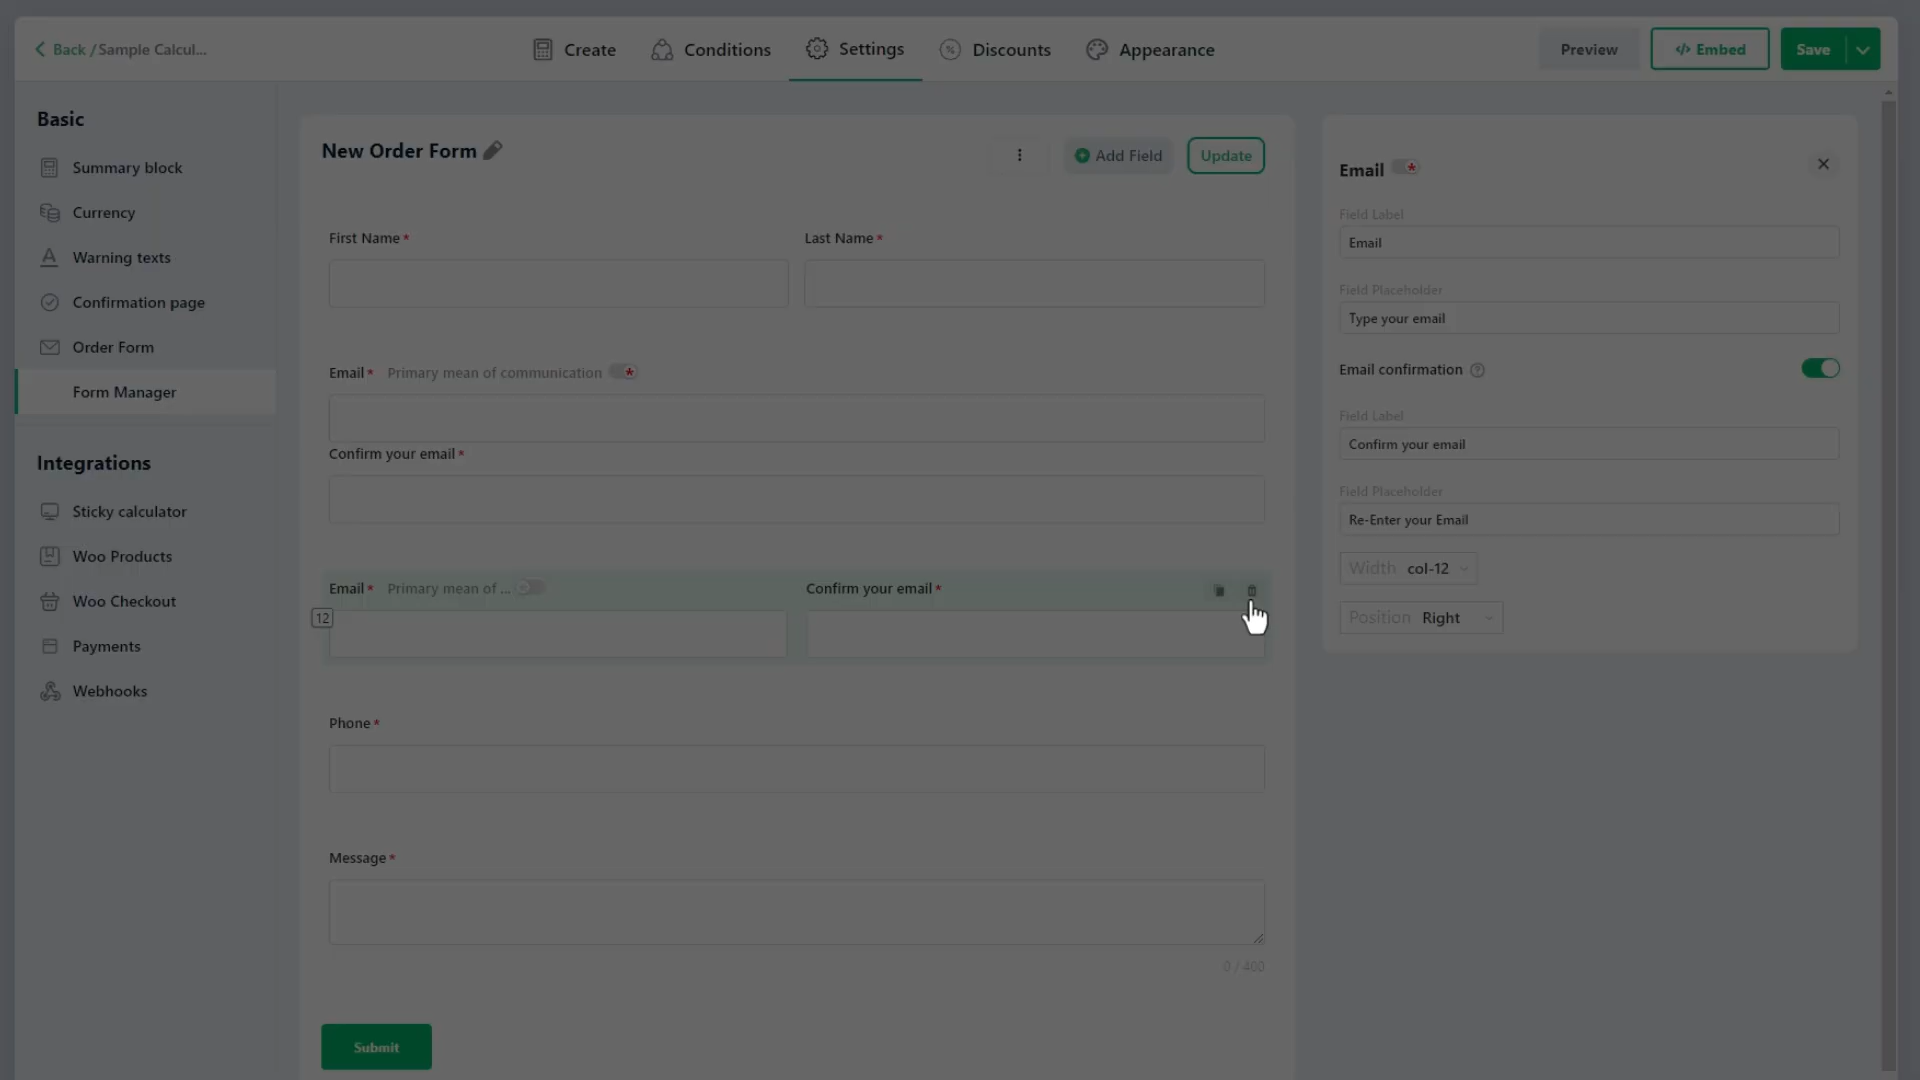 Back / Sample Calcul...
Create
Conditions
Settings
Discounts
Appearance
Preview
</> Embed
Save
Basic
Summary block
Currency
Warning texts
Confirmation page
Order Form
Form Manager
Integrations
Sticky calculator
Woo Products
Woo Checkout
Payments
Webhooks
New Order Form
Add Field
Update
First Name *
Last Name *
Email * Primary mean of communication *
Confirm your email *
Email * Primary mean of ...
Confirm your email *
12
Phone *
Message *
0 / 400
Submit
Email *
Field Label
Email
Field Placeholder
Type your email
Email confirmation ?
Field Label
Confirm your email
Field Placeholder
Re-Enter your Email
Width col-12
Position Right